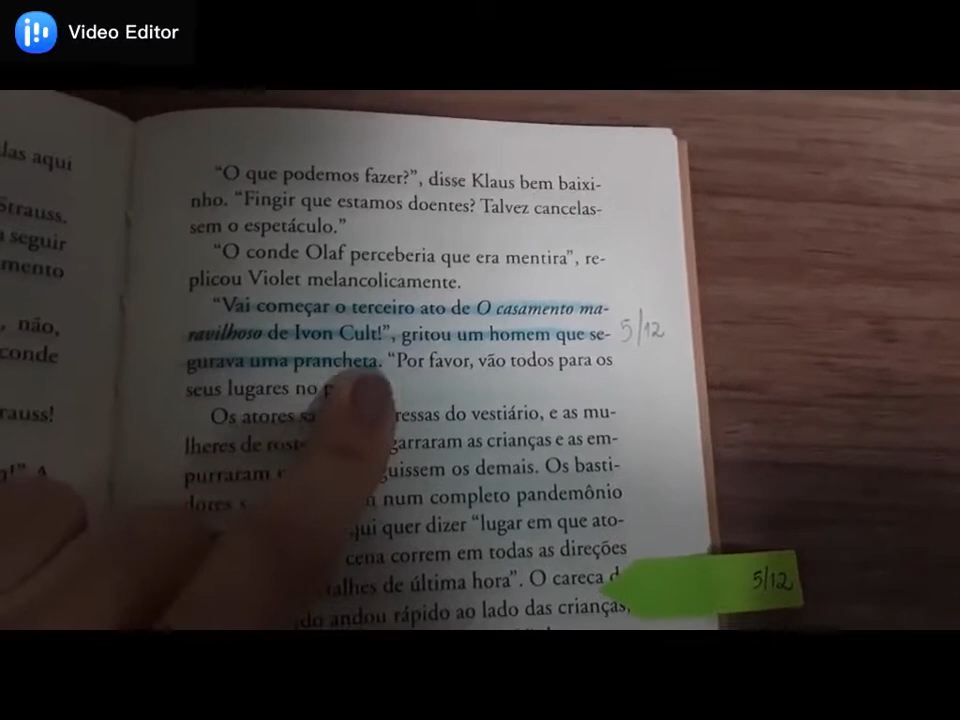 Video Editor
las aqui
Strauss.
a seguir
mento
, não,
conde
rauss!
“O que podemos fazer?”, disse Klaus bem baixi-
nho. “Fingir que estamos doentes? Talvez cancelas-
sem o espetáculo.”
“O conde Olaf perceberia que era mentira”, re-
plicou Violet melancolicamente.
“Vai começar o terceiro ato de O casamento ma-
ravilhoso de Ivon Cult!”, gritou um homem que se-
gurava uma prancheta. “Por favor, vão todos para os
seus lugares no
5/12
Os atores ressas do vestiário, e as mu-
lheres de garraram as crianças e as em-
purraram guissem os demais. Os basti-
dores num completo pandemônio
qui quer dizer “lugar em que ato-
cena correm em todas as direções
talhes de última hora”. O careca
do andou rápido ao lado das crianças,
5/12